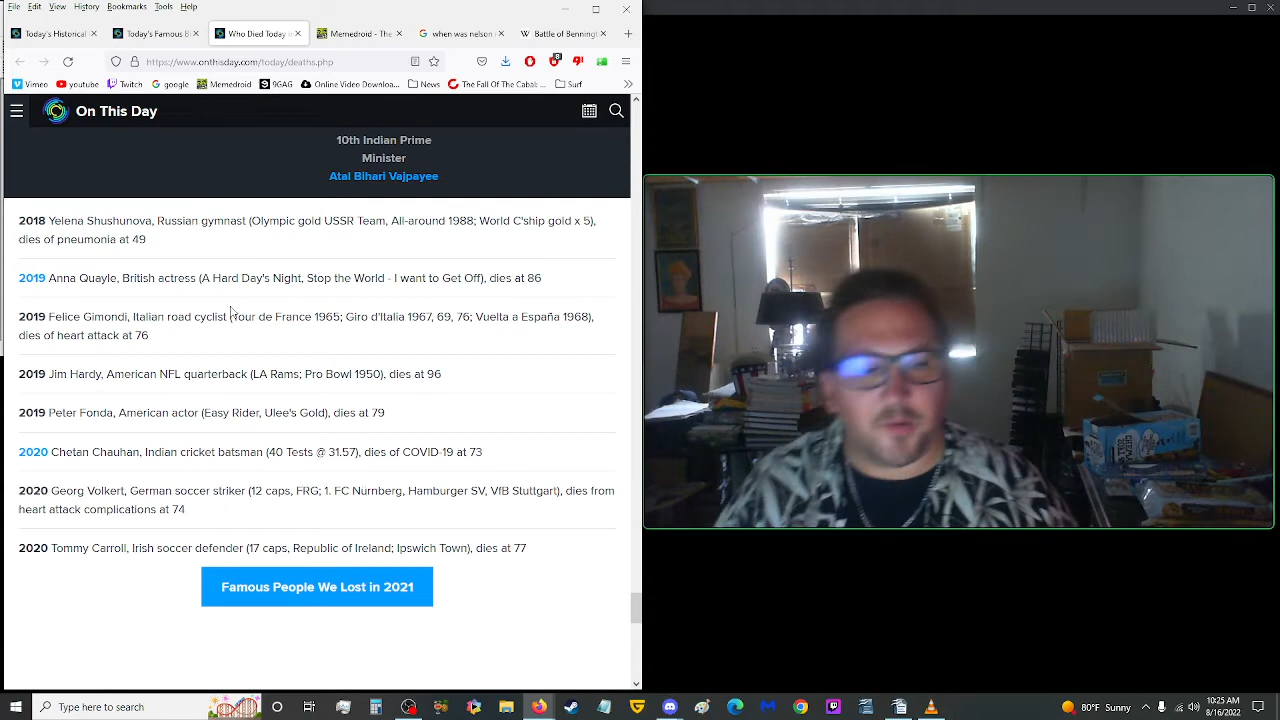 File Edit View History Bookmarks Tools Help
Today's Historical
Today's Famous Bi
Who Died Today in
Memedroid - The
when was nelson
Battle of Benningt
https://www.onthisday.com/today/deaths.php
Vimeo youtube Twitch google Memedroid 9GAG Online Video Downloa... News The Fall Of The Cabal... Surf
On This Day
10th Indian Prime
Minister
Atal Bihari Vajpayee
2018 Yelena Shushunova, Russian gymnast (Olympic gold USSR Team, All-around 1988; World C'ship gold x 5),
dies of pneumonia at 49
2019 Anna Quayle, British actress (A Hard Day's Night, Stop the World - I want to Get Off), dies at 86
2019 Felice Gimondi, Italian road cyclist (Tour de France 1965; Giro d'Italia 1967, 69, 76; Vuelta a España 1968),
dies of heart attack at 76
2019 Jim Hardy, American NFL quarterback (LA Rams; Pro Bowl 1950), dies at 96
2019 Peter Fonda, American actor (Easy Rider, Ulee's Gold), dies at 79
2020 Chetan Chauhan, Indian cricket batsman (40 Tests @ 31.57), dies of COVID-19 at 73
2020 Georg Volkert, German soccer striker (12 caps, FRG; 1. FC Nürnberg, Hamburger SV, VfB Stuttgart), dies from
heart attack complications at 74
2020 Tommy Carroll, Irish soccer defender (17 caps, Republic of Ireland; Ipswich Town), dies at 77
Famous People We Lost in 2021
Type here to search
80°F Sunny
10:25 AM
8/16/2022